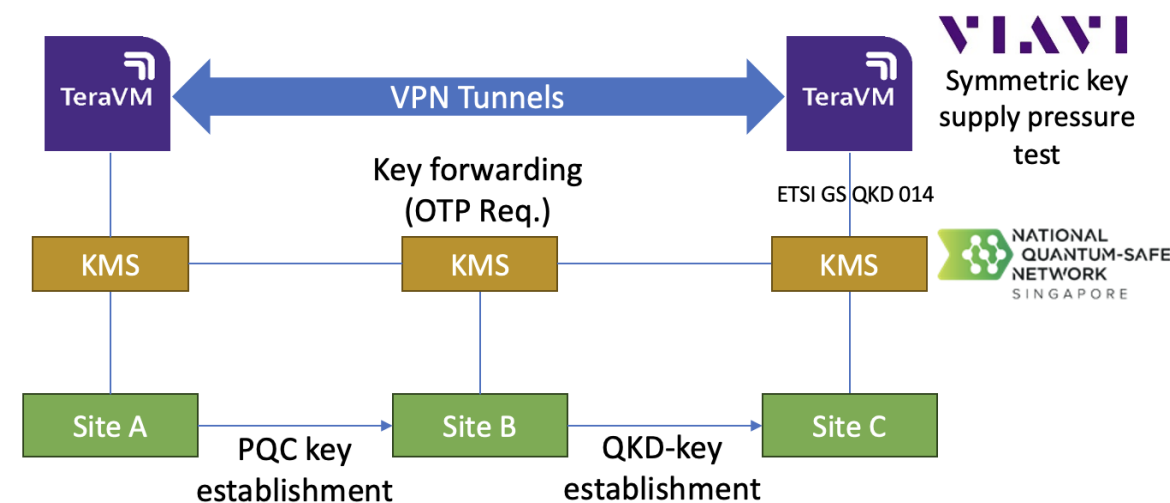 VIAVI
Symmetric key
supply pressure
test
TeraVM
VPN Tunnels
TeraVM
Key forwarding
(OTP Req.)
ETSI GS QKD 014
KMS
KMS
KMS
NATIONAL
QUANTUM-SAFE
NETWORK
SINGAPORE
Site A
Site B
Site C
PQC key
establishment
QKD-key
establishment